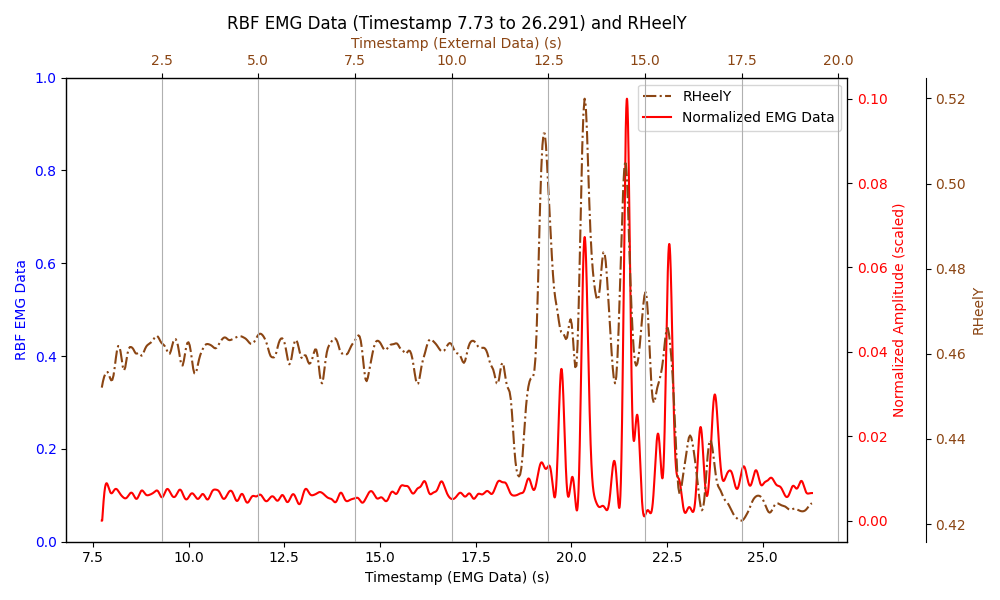 RBF EMG Data (Timestamp 7.73 to 26.291) and RHeelY
Timestamp (External Data) (s)
2.5 5.0 7.5 10.0 12.5 15.0 17.5 20.0
RHeelY
Normalized EMG Data
1.0
0.8
0.6
0.4
0.2
0.0
RBF EMG Data
0.10
0.08
0.06
0.04
0.02
0.00
Normalized Amplitude (scaled)
0.52
0.50
0.48
0.46
0.44
0.42
RHeelY
7.5 10.0 12.5 15.0 17.5 20.0 22.5 25.0
Timestamp (EMG Data) (s)